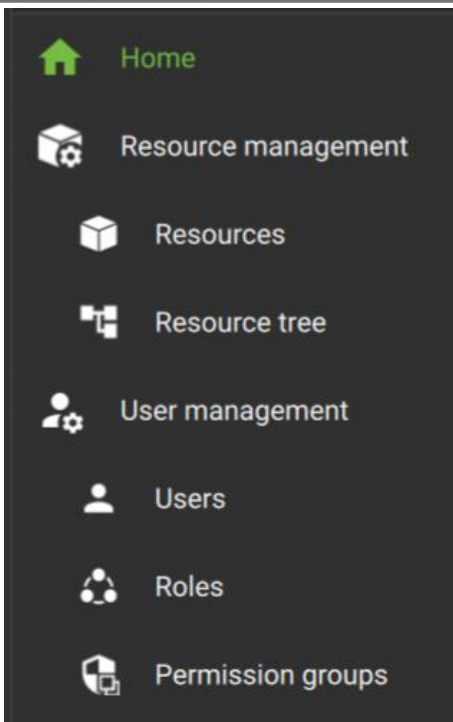 Home
Resource management
Resources
Resource tree
User management
Users
Roles
Permission groups